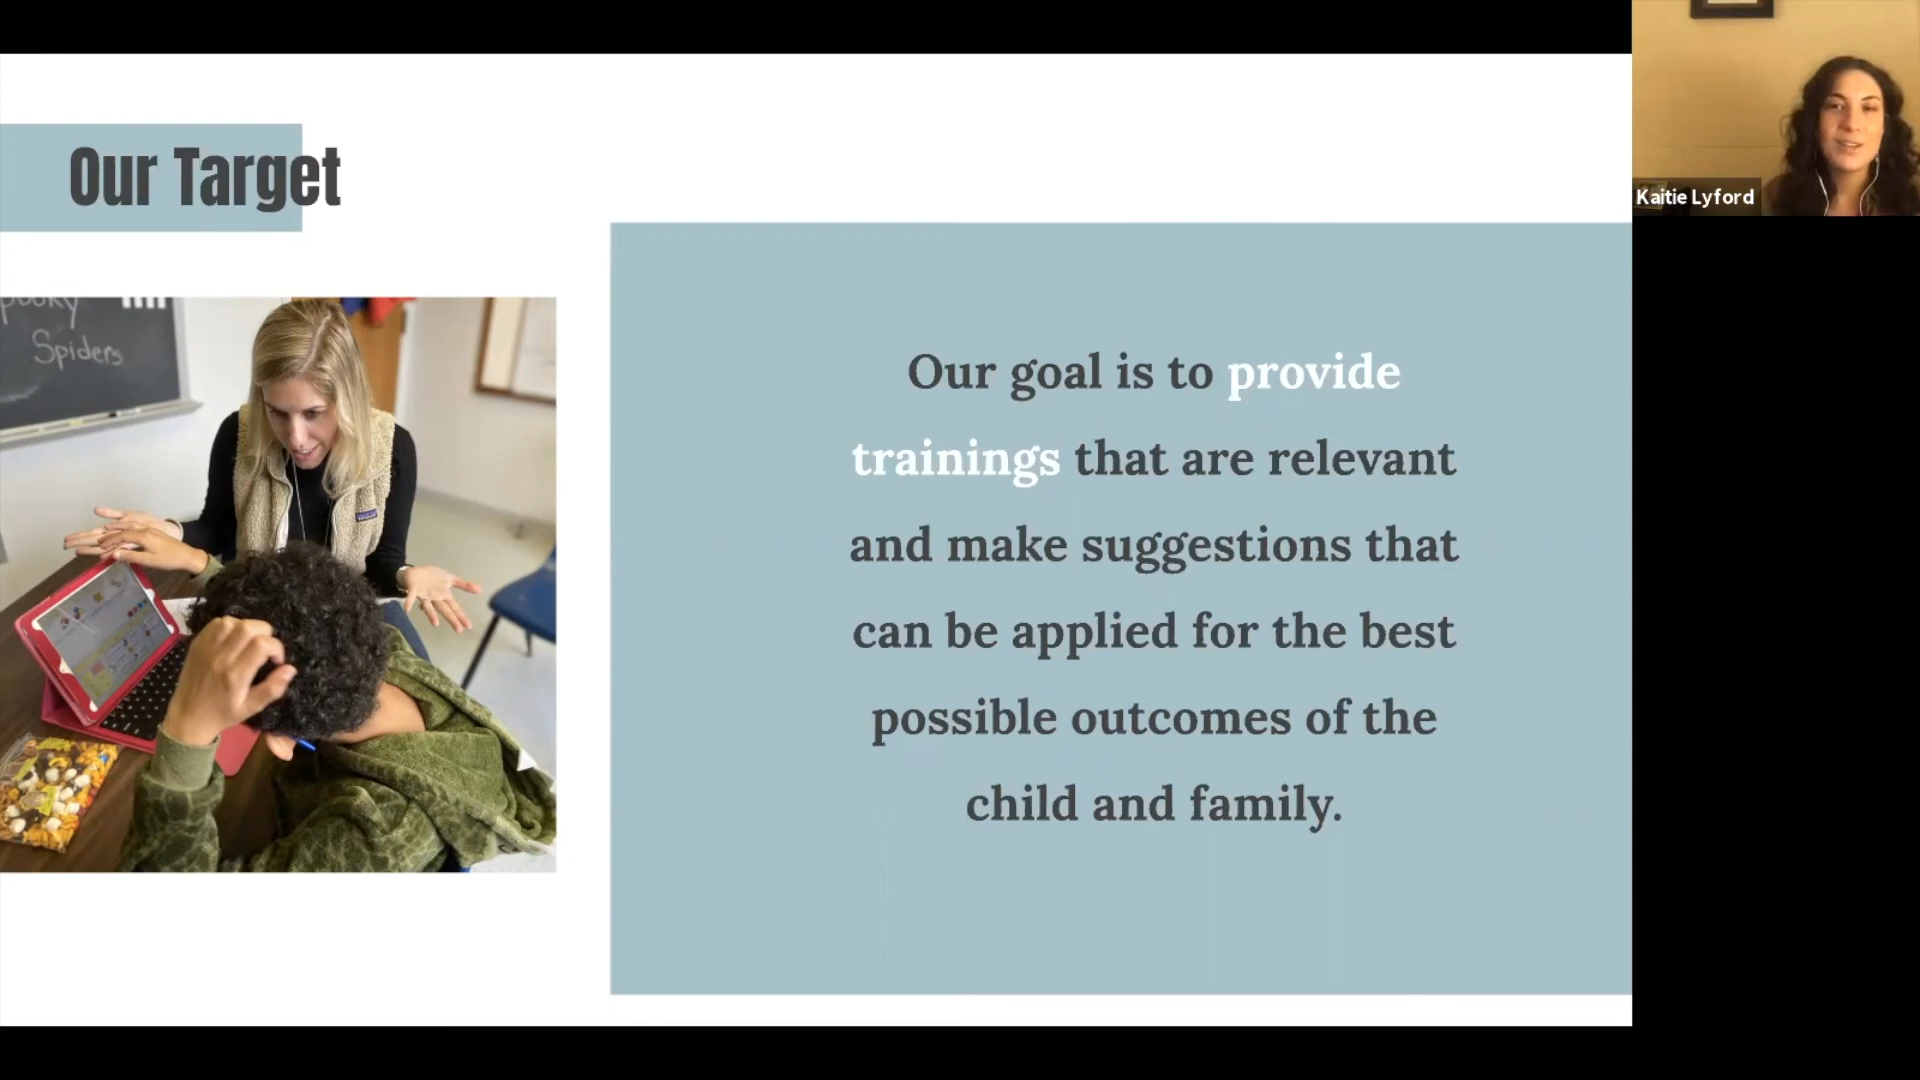 Our Target
Kaitie Lyford
Spiders
Our goal is to provide
trainings that are relevant
and make suggestions that
can be applied for the best
possible outcomes of the
child and family.